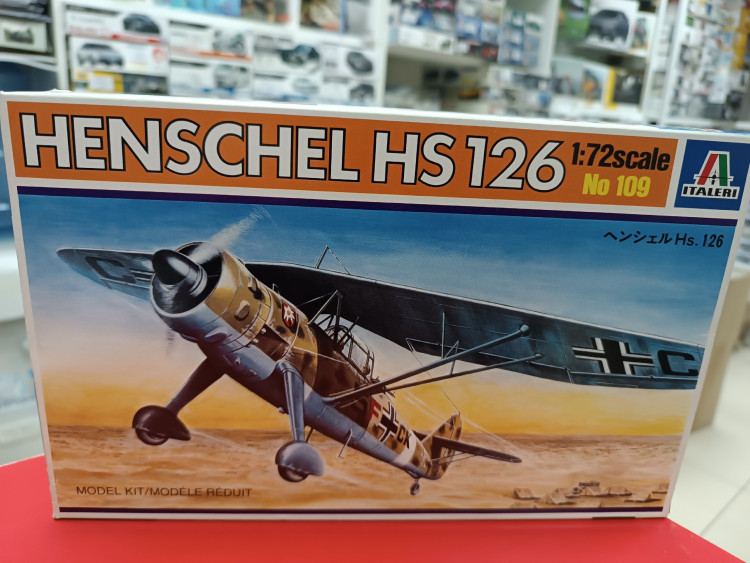 HENSCHEL HS 126
1:72scale
No 109
ITALERI
ヘンシェル Hs. 126
C
C
CK
MODEL KIT/MODÈLE RÉDUIT